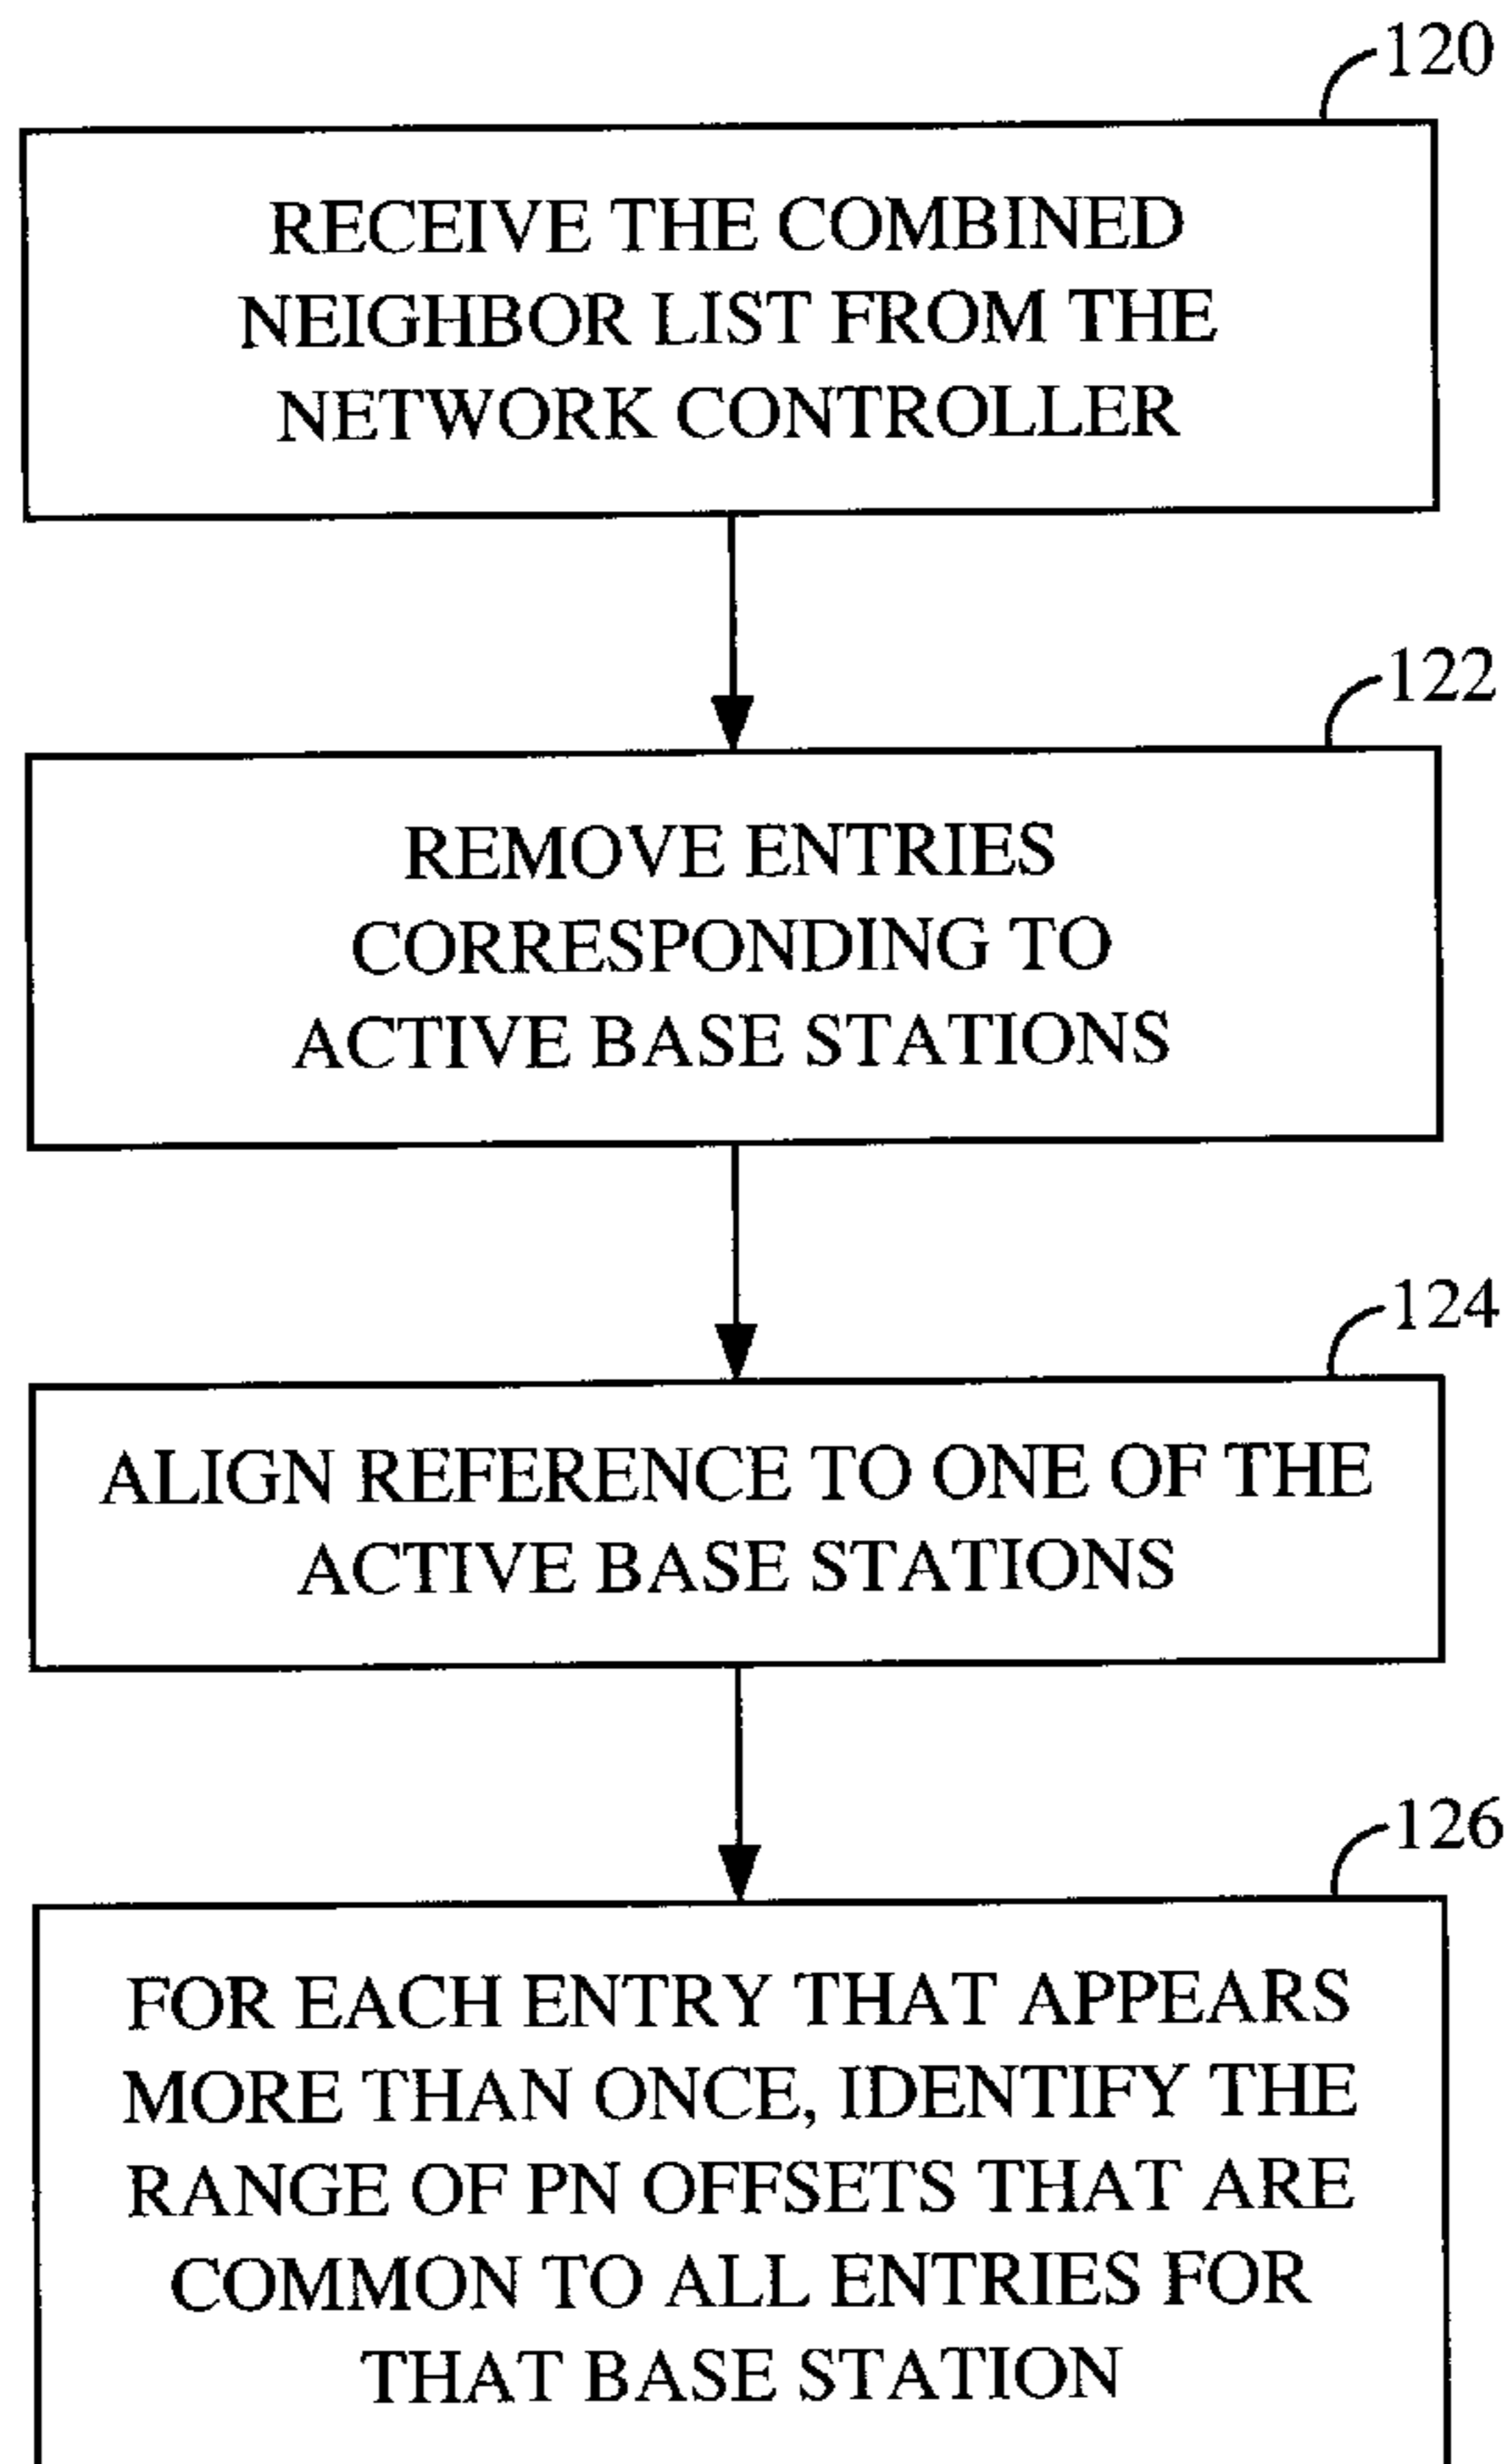 120
RECEIVE THE COMBINED
NEIGHBOR LIST FROM THE
NETWORK CONTROLLER
122
REMOVE ENTRIES
CORRESPONDING TO
ACTIVE BASE STATIONS
124
ALIGN REFERENCE TO ONE OF THE
ACTIVE BASE STATIONS
126
FOR EACH ENTRY THAT APPEARS
MORE THAN ONCE, IDENTIFY THE
RANGE OF PN OFFSETS THAT ARE
COMMON TO ALL ENTRIES FOR
THAT BASE STATION